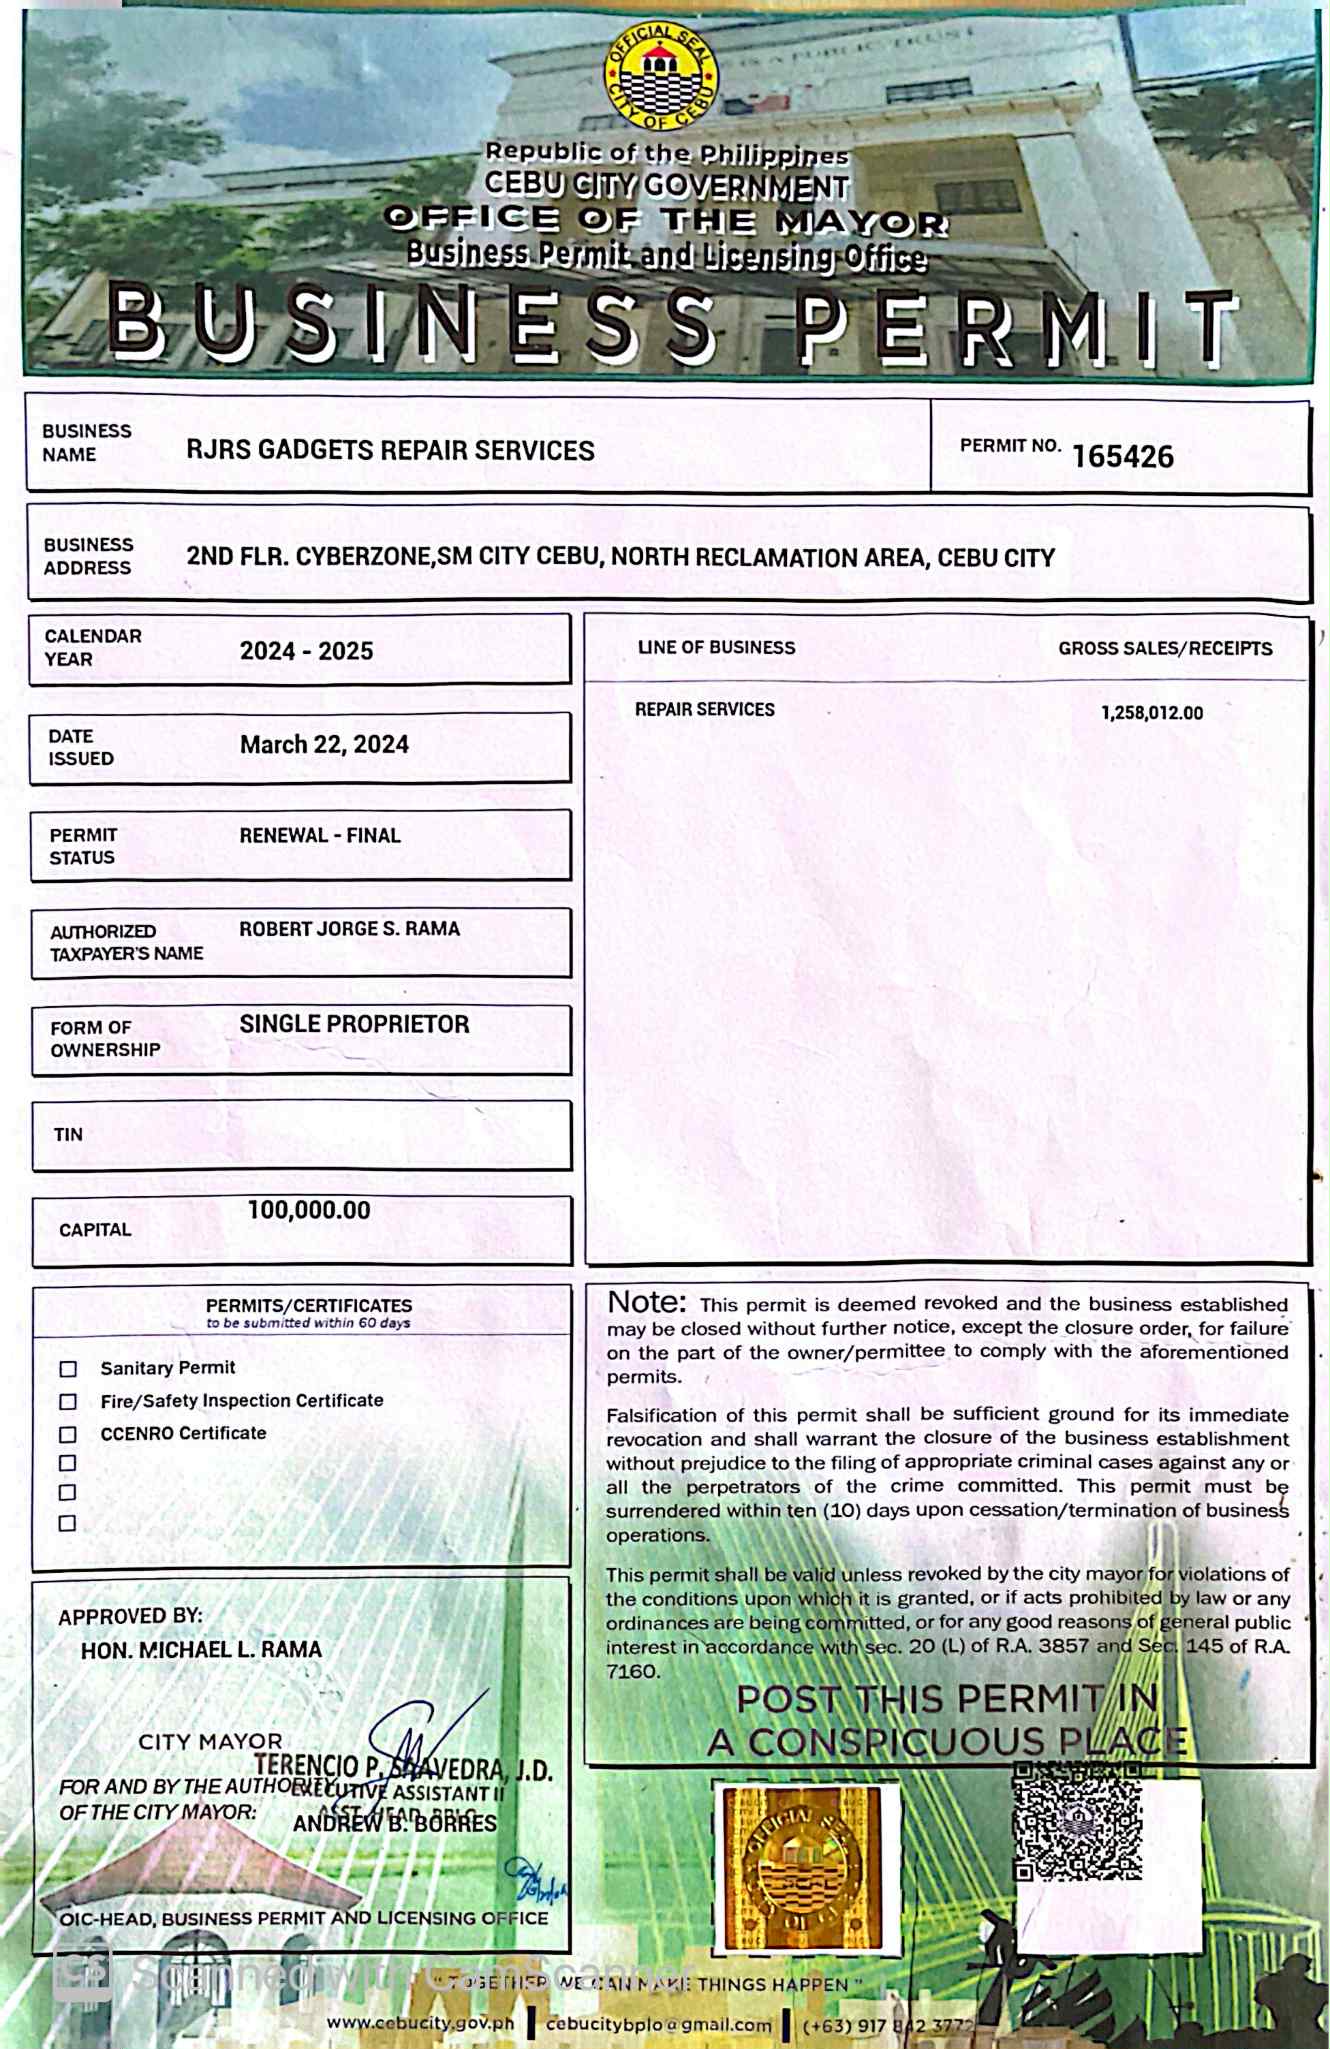 OFFICIAL SEAL
CITY OF CEBU
Republic of the Philippines
CEBU CITY GOVERNMENT
OFFICE OF THE MAYOR
Business Permit and Licensing Office
BUSINESS PERMIT
BUSINESS NAME RJRS GADGETS REPAIR SERVICES
PERMIT NO. 165426
BUSINESS ADDRESS 2ND FLR. CYBERZONE,SM CITY CEBU, NORTH RECLAMATION AREA, CEBU CITY
CALENDAR YEAR 2024 - 2025
DATE ISSUED March 22, 2024
PERMIT STATUS RENEWAL - FINAL
AUTHORIZED TAXPAYER'S NAME ROBERT JORGE S. RAMA
FORM OF OWNERSHIP SINGLE PROPRIETOR
TIN
CAPITAL 100,000.00
LINE OF BUSINESS GROSS SALES/RECEIPTS
REPAIR SERVICES 1,258,012.00
PERMITS/CERTIFICATES
to be submitted within 60 days
Sanitary Permit
Fire/Safety Inspection Certificate
CCENRO Certificate
Note: This permit is deemed revoked and the business established
may be closed without further notice, except the closure order, for failure
on the part of the owner/permittee to comply with the aforementioned
permits.
Falsification of this permit shall be sufficient ground for its immediate
revocation and shall warrant the closure of the business establishment
without prejudice to the filing of appropriate criminal cases against any or
all the perpetrators of the crime committed. This permit must be
surrendered within ten (10) days upon cessation/termination of business
operations.
This permit shall be valid unless revoked by the city mayor for violations of
the conditions upon which it is granted, or if acts prohibited by law or any
ordinances are being committed, or for any good reasons of general public
interest in accordance with sec. 20 (L) of R.A. 3857 and Sec. 145 of R.A.
7160.
POST THIS PERMIT IN
A CONSPICUOUS PLACE
APPROVED BY:
HON. MICHAEL L. RAMA
CITY MAYOR
TERENCIO P. SAAVEDRA, J.D.
FOR AND BY THE AUTHORITY
EXECUTIVE ASSISTANT II
OF THE CITY MAYOR:
ASST. HEAD BPLO
ANDREW B. BORRES
OIC-HEAD, BUSINESS PERMIT AND LICENSING OFFICE
Scanned with CamScanner
" TOGETHER WE CAN MAKE THINGS HAPPEN "
www.cebucity.gov.ph | cebucitybplo@gmail.com | (+63) 917 842 3772